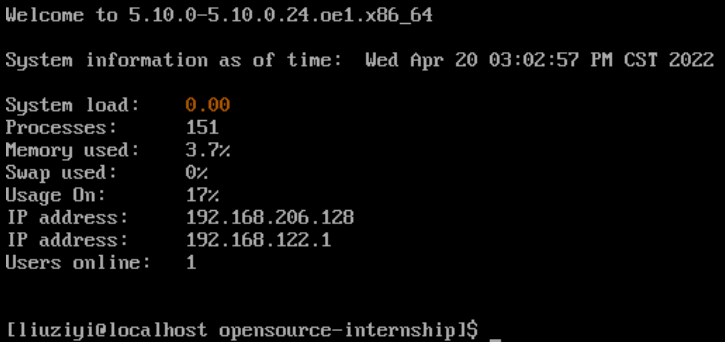 Welcome to 5.10.0-5.10.0.24.oe1.x86_64
System information as of time:  Wed Apr 20 03:02:57 PM CST 2022
System load:    0.00
Processes:      151
Memory used:    3.7%
Swap used:      0%
Usage On:       17%
IP address:     192.168.206.128
IP address:     192.168.122.1
Users online:   1
[liuziyi@localhost opensource-internship]$ _